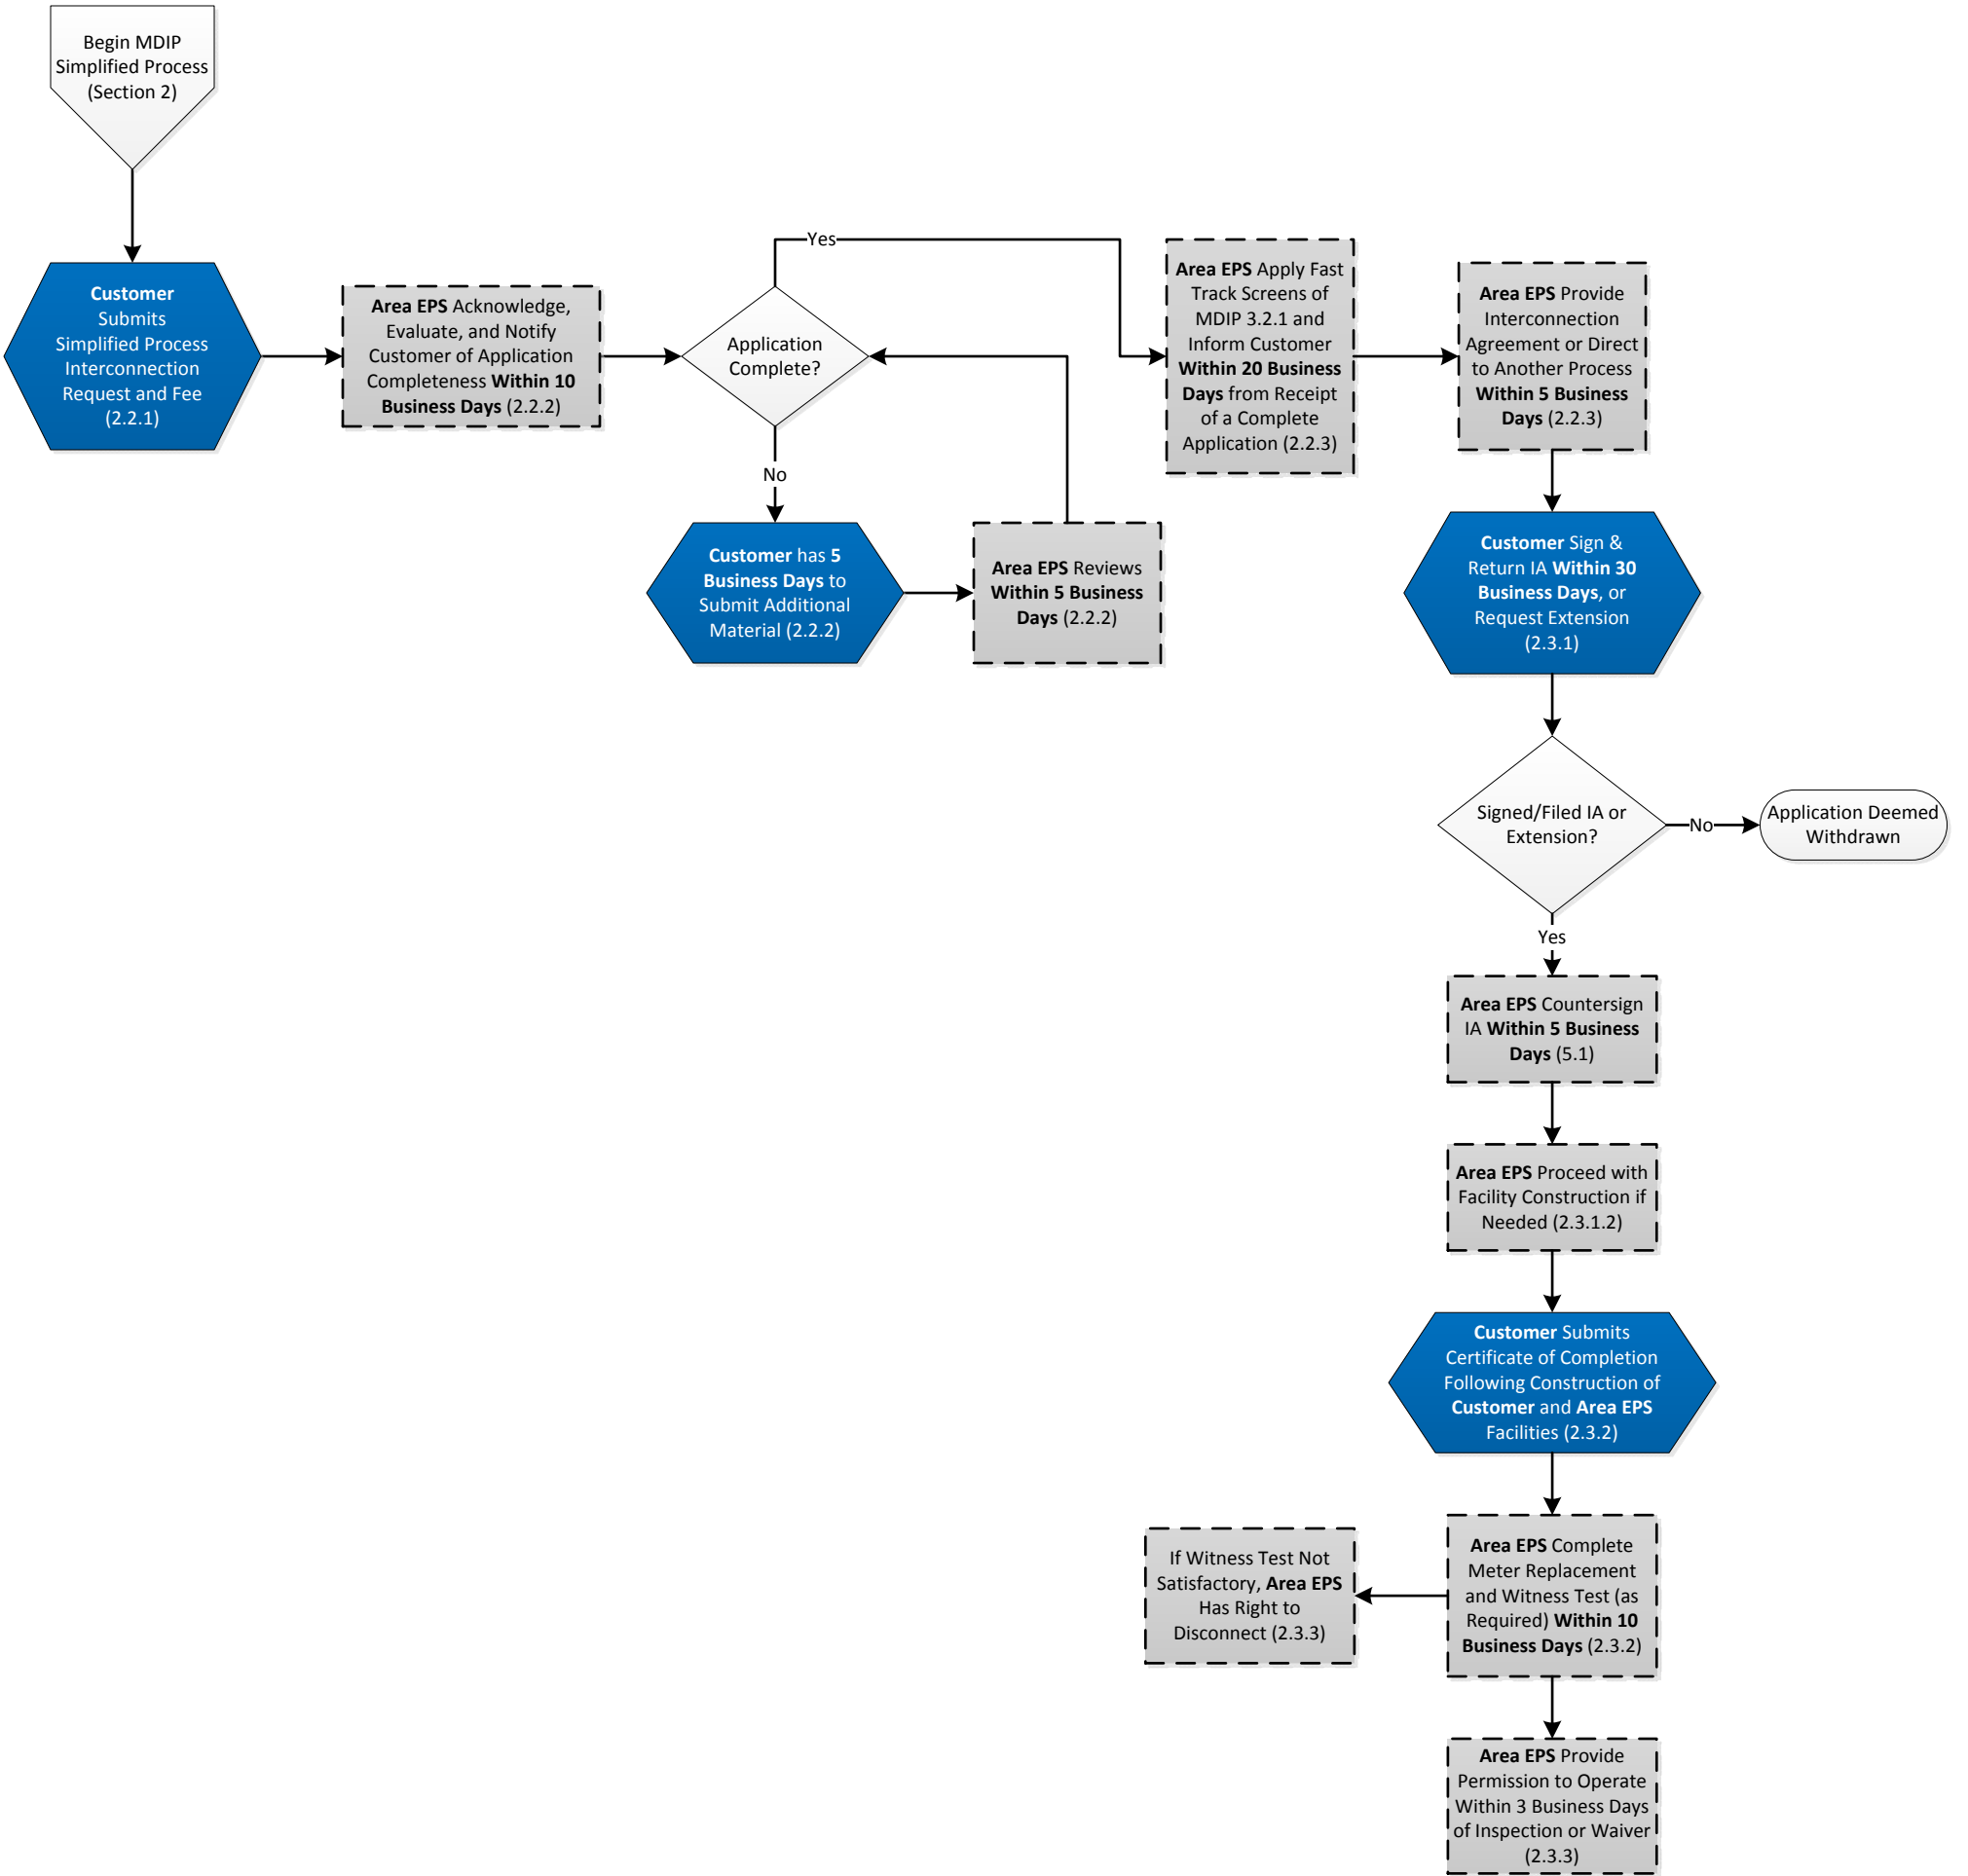 Begin MDIP
Simplified Process
(Section 2)
Customer
Submits
Simplified Process
Interconnection
Request and Fee
(2.2.1)
Area EPS Acknowledge,
Evaluate, and Notify
Customer of Application
Completeness Within 10
Business Days (2.2.2)
Application
Complete?
Yes
No
Customer has 5
Business Days to
Submit Additional
Material (2.2.2)
Area EPS Reviews
Within 5 Business
Days (2.2.2)
Area EPS Apply Fast
Track Screens of
MDIP 3.2.1 and
Inform Customer
Within 20 Business
Days from Receipt
of a Complete
Application (2.2.3)
Area EPS Provide
Interconnection
Agreement or Direct
to Another Process
Within 5 Business
Days (2.2.3)
Customer Sign &
Return IA Within 30
Business Days, or
Request Extension
(2.3.1)
Signed/Filed IA or
Extension?
No
Application Deemed
Withdrawn
Yes
Area EPS Countersign
IA Within 5 Business
Days (5.1)
Area EPS Proceed with
Facility Construction if
Needed (2.3.1.2)
Customer Submits
Certificate of Completion
Following Construction of
Customer and Area EPS
Facilities (2.3.2)
Area EPS Complete
Meter Replacement
and Witness Test (as
Required) Within 10
Business Days (2.3.2)
If Witness Test Not
Satisfactory, Area EPS
Has Right to
Disconnect (2.3.3)
Area EPS Provide
Permission to Operate
Within 3 Business Days
of Inspection or Waiver
(2.3.3)